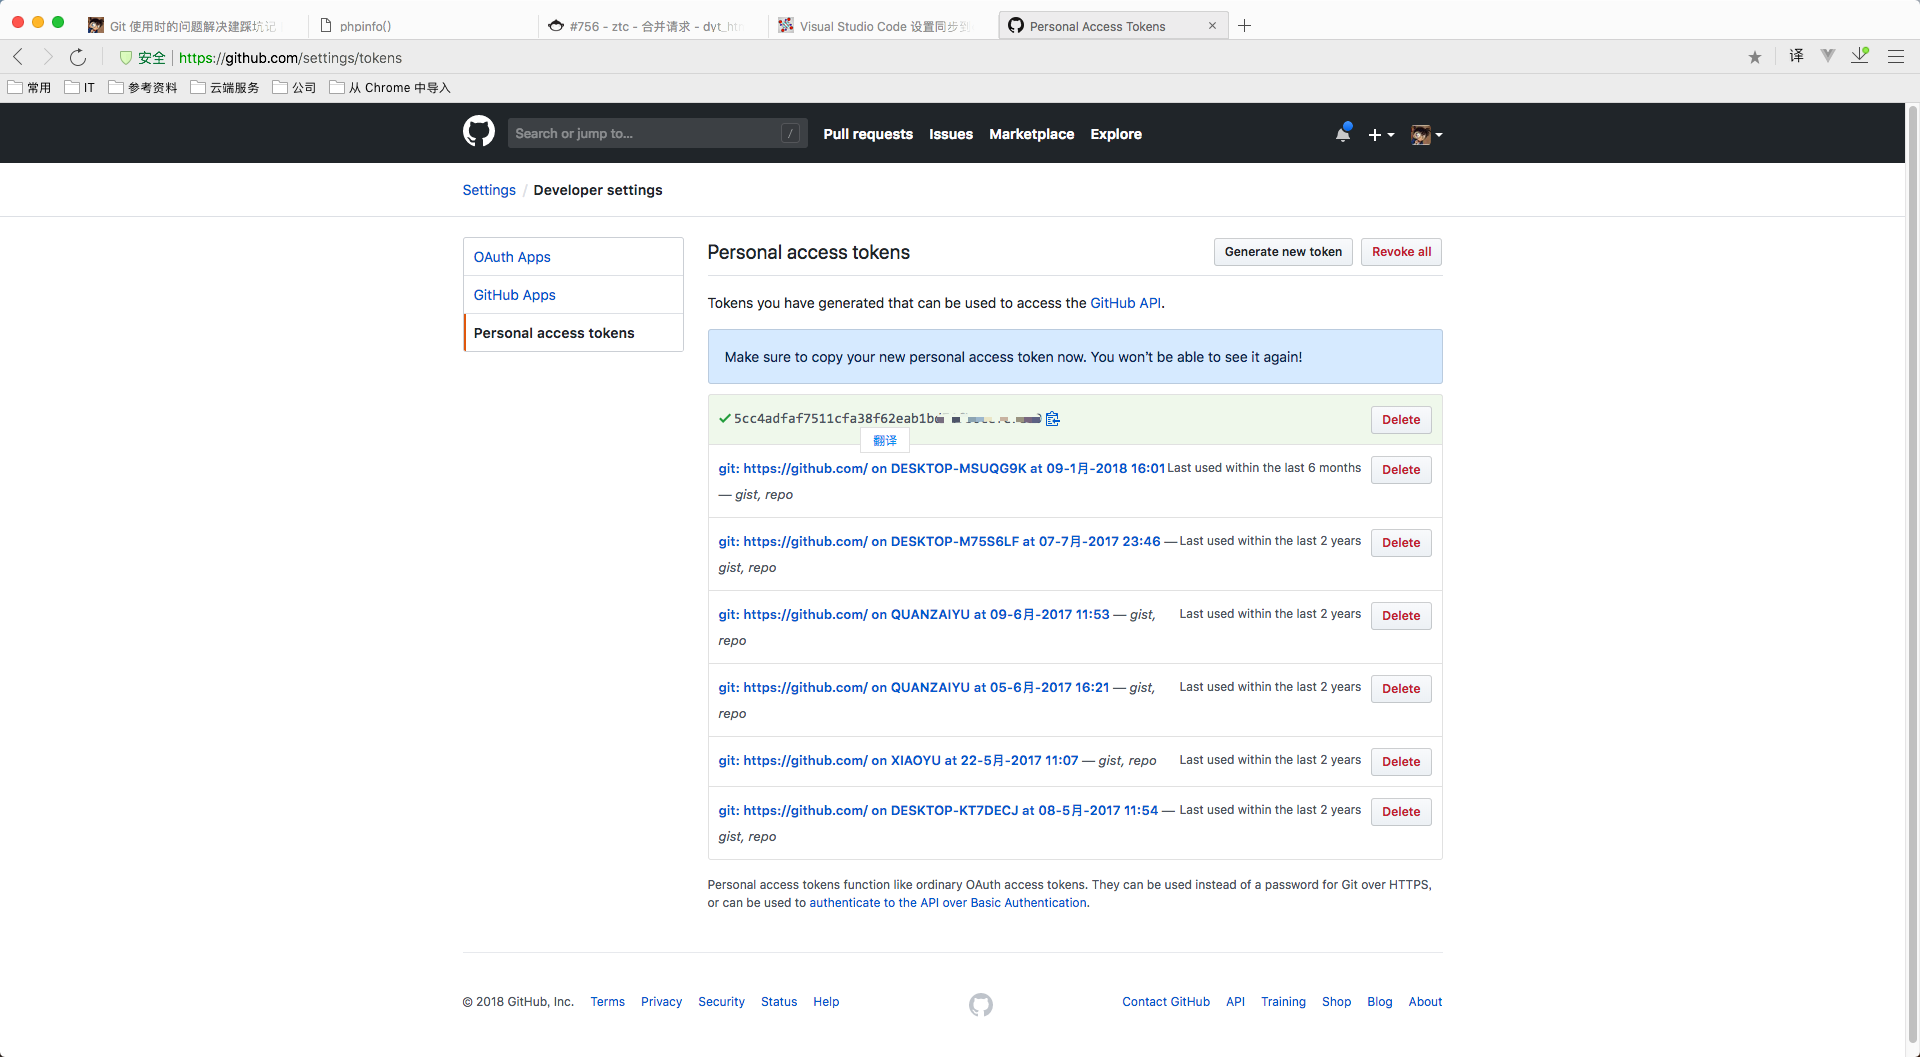 Git 使用时的问题解决建踩坑记
phpinfo()
#756 - ztc - 合并请求 - dyt_htm
Visual Studio Code 设置同步到
Personal Access Tokens
安全 https://github.com/settings/tokens
译
常用 IT 参考资料 云端服务 公司 从 Chrome 中导入
Search or jump to... /
Pull requests Issues Marketplace Explore
Settings / Developer settings
OAuth Apps
GitHub Apps
Personal access tokens
Personal access tokens
Generate new token
Revoke all
Tokens you have generated that can be used to access the GitHub API.
Make sure to copy your new personal access token now. You won’t be able to see it again!
5cc4adfaf7511cfa38f62eab1b
Delete
翻译
git: https://github.com/ on DESKTOP-MSUQG9K at 09-1月-2018 16:01 Last used within the last 6 months Delete
— gist, repo
git: https://github.com/ on DESKTOP-M75S6LF at 07-7月-2017 23:46 — Last used within the last 2 years Delete
gist, repo
git: https://github.com/ on QUANZAIYU at 09-6月-2017 11:53 — gist, Last used within the last 2 years Delete
repo
git: https://github.com/ on QUANZAIYU at 05-6月-2017 16:21 — gist, Last used within the last 2 years Delete
repo
git: https://github.com/ on XIAOYU at 22-5月-2017 11:07 — gist, repo Last used within the last 2 years Delete
git: https://github.com/ on DESKTOP-KT7DECJ at 08-5月-2017 11:54 — Last used within the last 2 years Delete
gist, repo
Personal access tokens function like ordinary OAuth access tokens. They can be used instead of a password for Git over HTTPS,
or can be used to authenticate to the API over Basic Authentication.
© 2018 GitHub, Inc. Terms Privacy Security Status Help
Contact GitHub API Training Shop Blog About